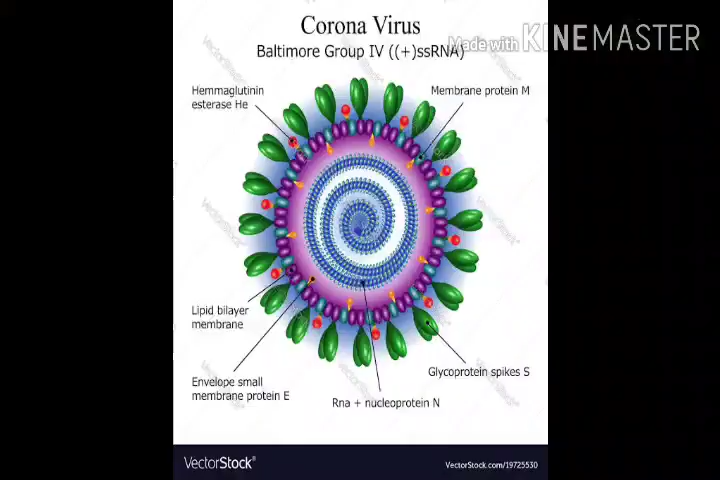 Corona Virus
Baltimore Group IV ((+)ssRNA)
Made with KINEMASTER
Hemmaglutinin
esterase He
Membrane protein M
Lipid bilayer
membrane
Envelope small
membrane protein E
Glycoprotein spikes S
Rna + nucleoprotein N
VectorStock®
VectorStock.com/19725530